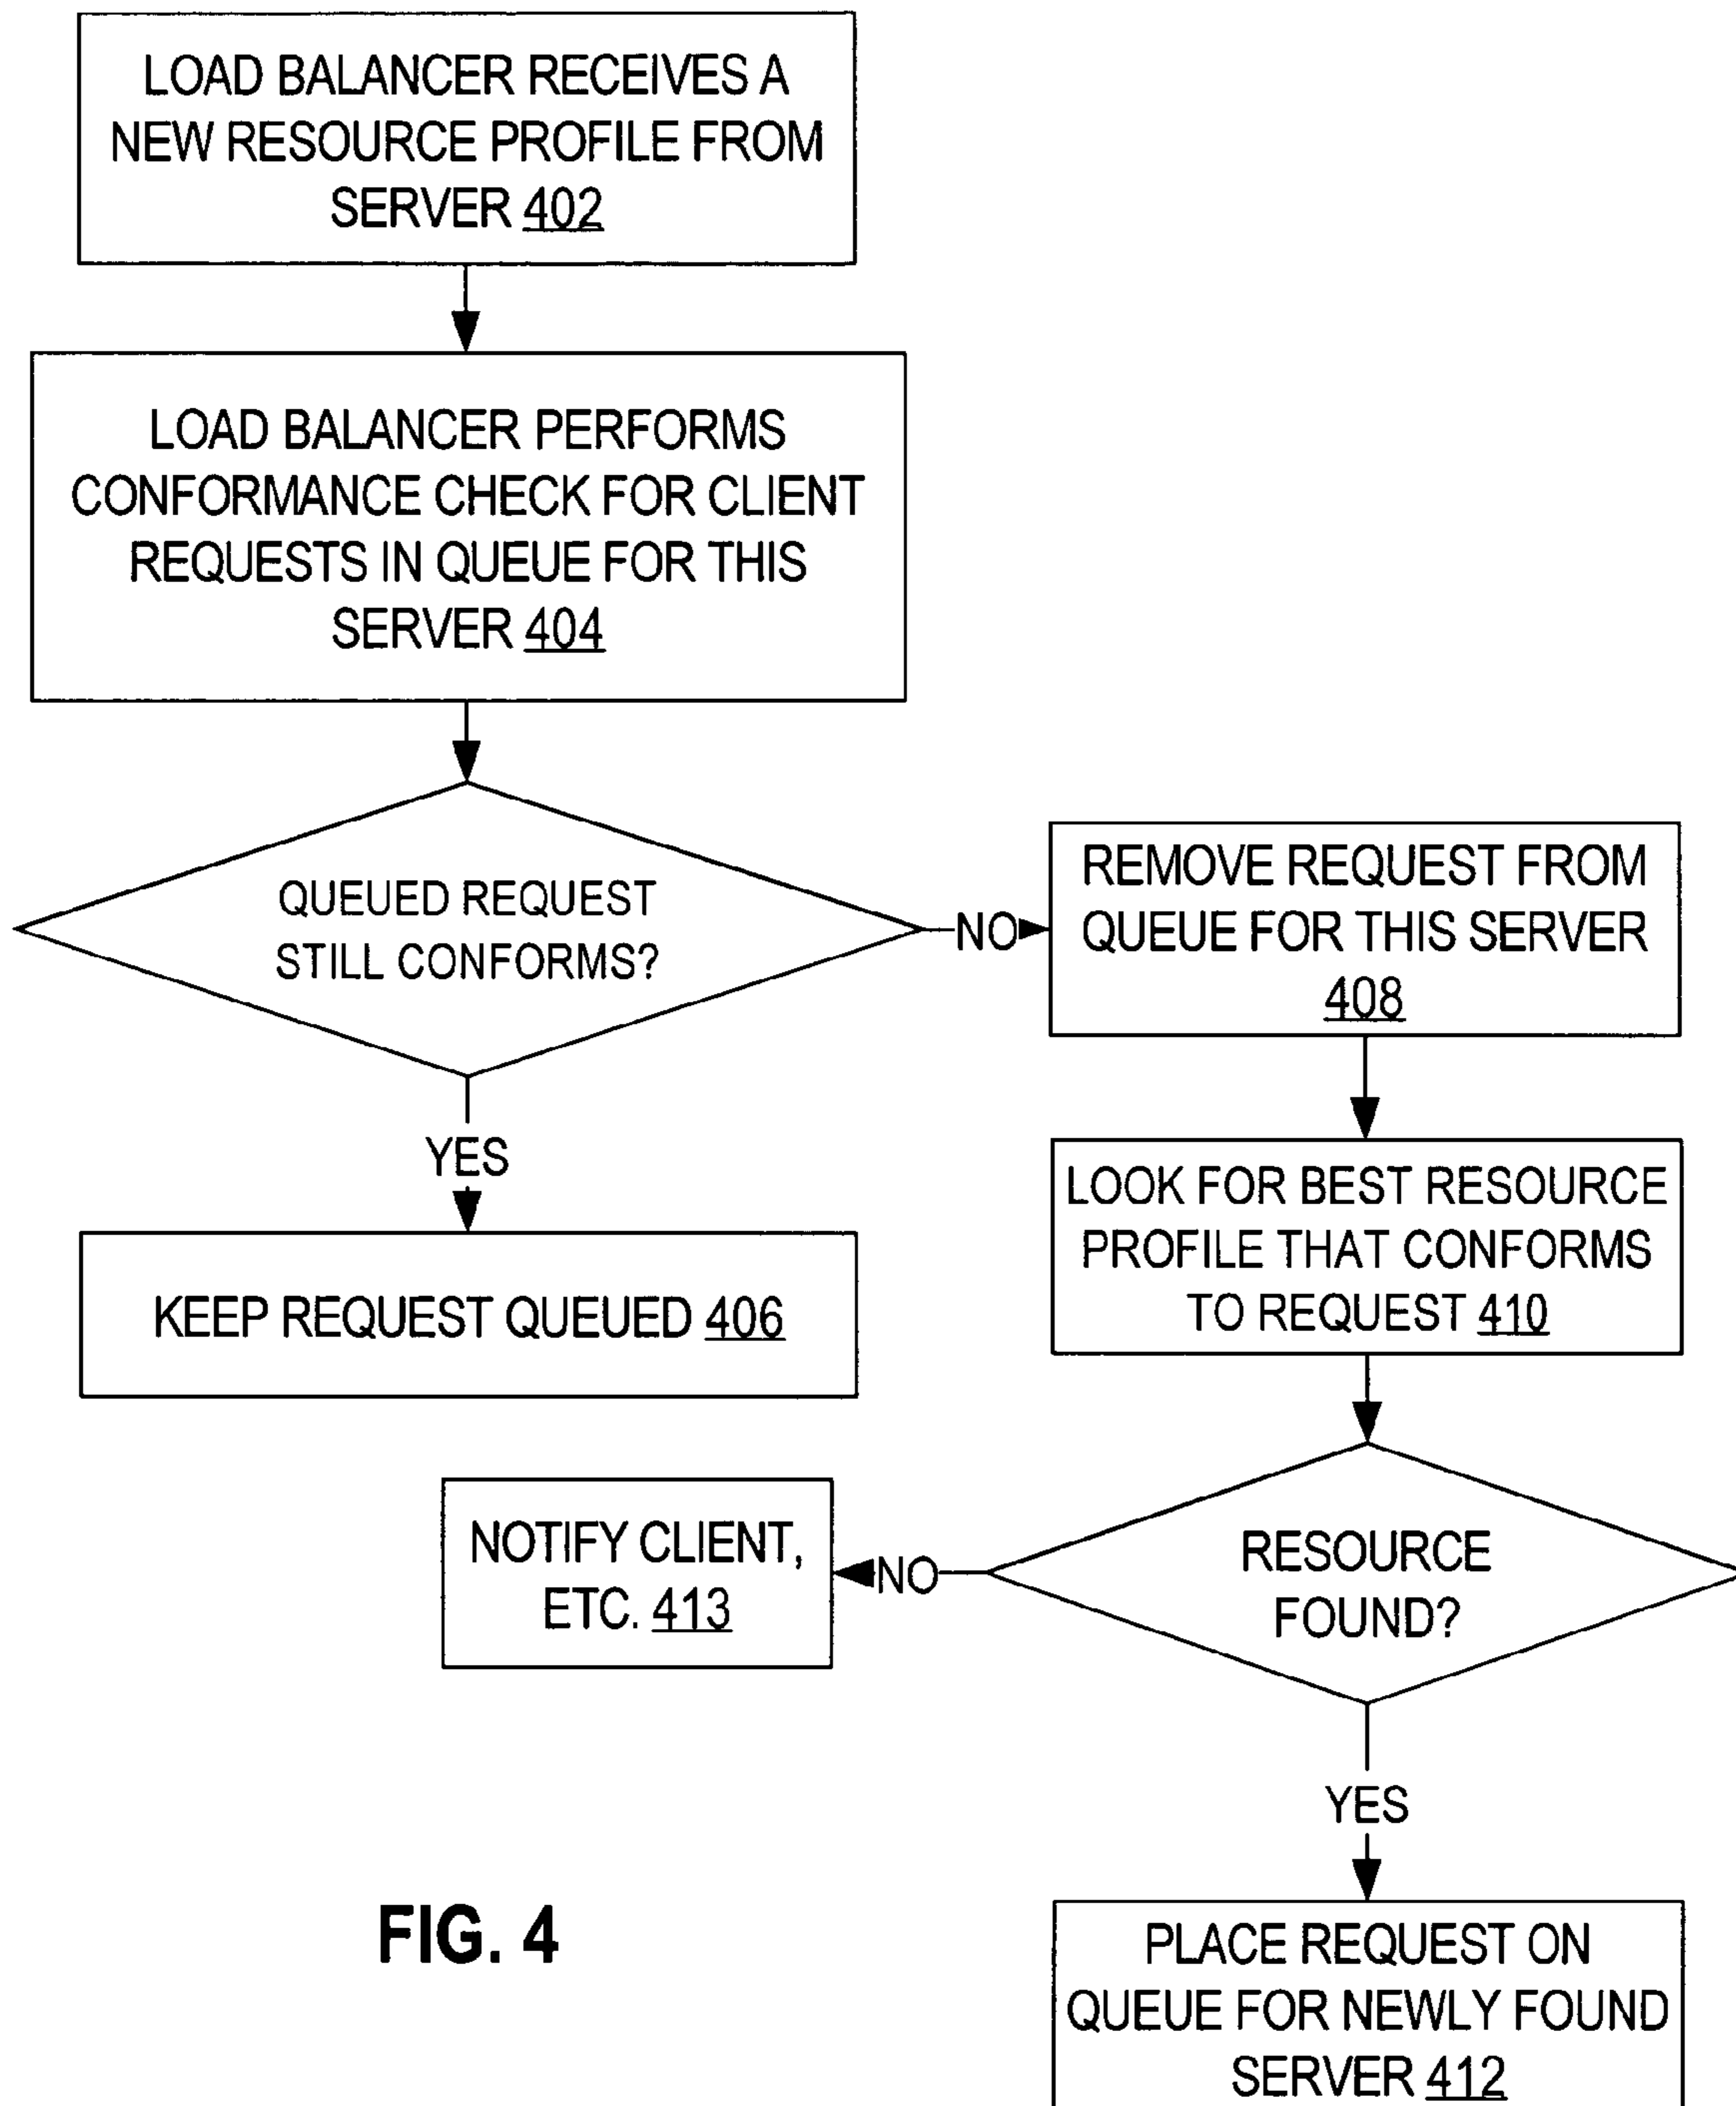 LOAD BALANCER RECEIVES A
NEW RESOURCE PROFILE FROM
SERVER 402
LOAD BALANCER PERFORMS
CONFORMANCE CHECK FOR CLIENT
REQUESTS IN QUEUE FOR THIS
SERVER 404
QUEUED REQUEST
STILL CONFORMS?
NO
REMOVE REQUEST FROM
QUEUE FOR THIS SERVER
408
YES
KEEP REQUEST QUEUED 406
LOOK FOR BEST RESOURCE
PROFILE THAT CONFORMS
TO REQUEST 410
RESOURCE
FOUND?
NO
NOTIFY CLIENT,
ETC. 413
YES
PLACE REQUEST ON
QUEUE FOR NEWLY FOUND
SERVER 412
FIG. 4